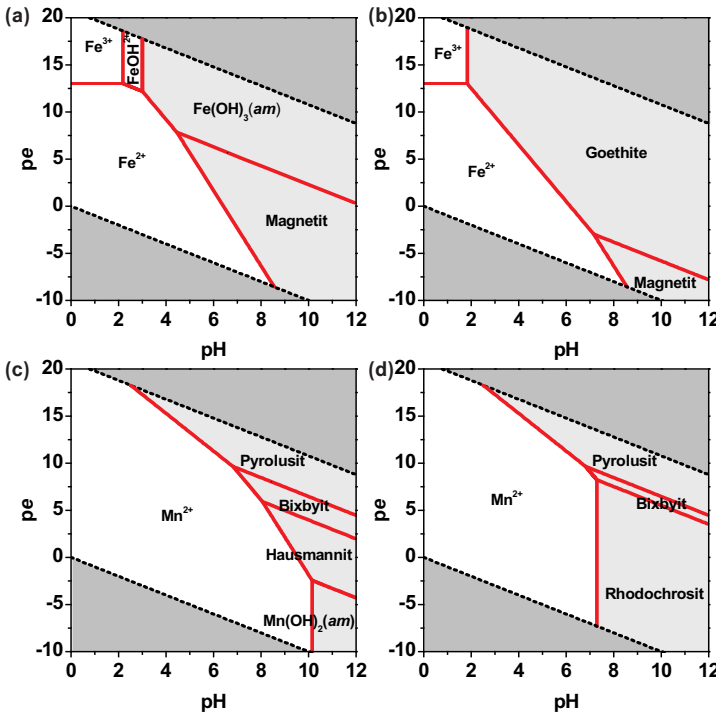 (a)
20
15
10
5
0
-5
-10
pe
Fe³⁺
FeOH²⁺
Fe(OH)₃(am)
Fe²⁺
Magnetit
0 2 4 6 8 10 12
pH
(b)
20
15
10
5
0
-5
-10
pe
Fe³⁺
Goethite
Fe²⁺
Magnetit
0 2 4 6 8 10 12
pH
(c)
20
15
10
5
0
-5
-10
pe
Pyrolusit
Bixbyit
Mn²⁺
Hausmannit
Mn(OH)₂(am)
0 2 4 6 8 10 12
pH
(d)
20
15
10
5
0
-5
-10
pe
Pyrolusit
Bixbyit
Mn²⁺
Rhodochrosit
0 2 4 6 8 10 12
pH